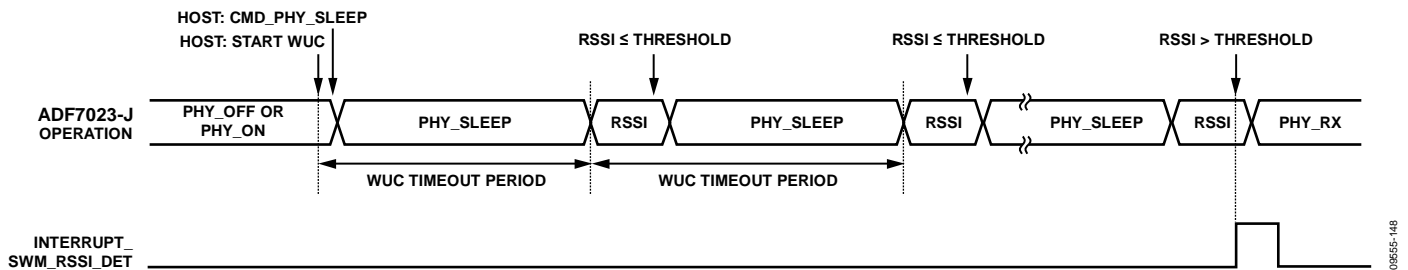 HOST: CMD_PHY_SLEEP
HOST: START WUC
RSSI ≤ THRESHOLD
RSSI ≤ THRESHOLD
RSSI > THRESHOLD
ADF7023-J
OPERATION
PHY_OFF OR
PHY_ON
PHY_SLEEP
RSSI
PHY_SLEEP
RSSI
PHY_SLEEP
RSSI
PHY_RX
WUC TIMEOUT PERIOD
WUC TIMEOUT PERIOD
INTERRUPT_
SWM_RSSI_DET
09555-148